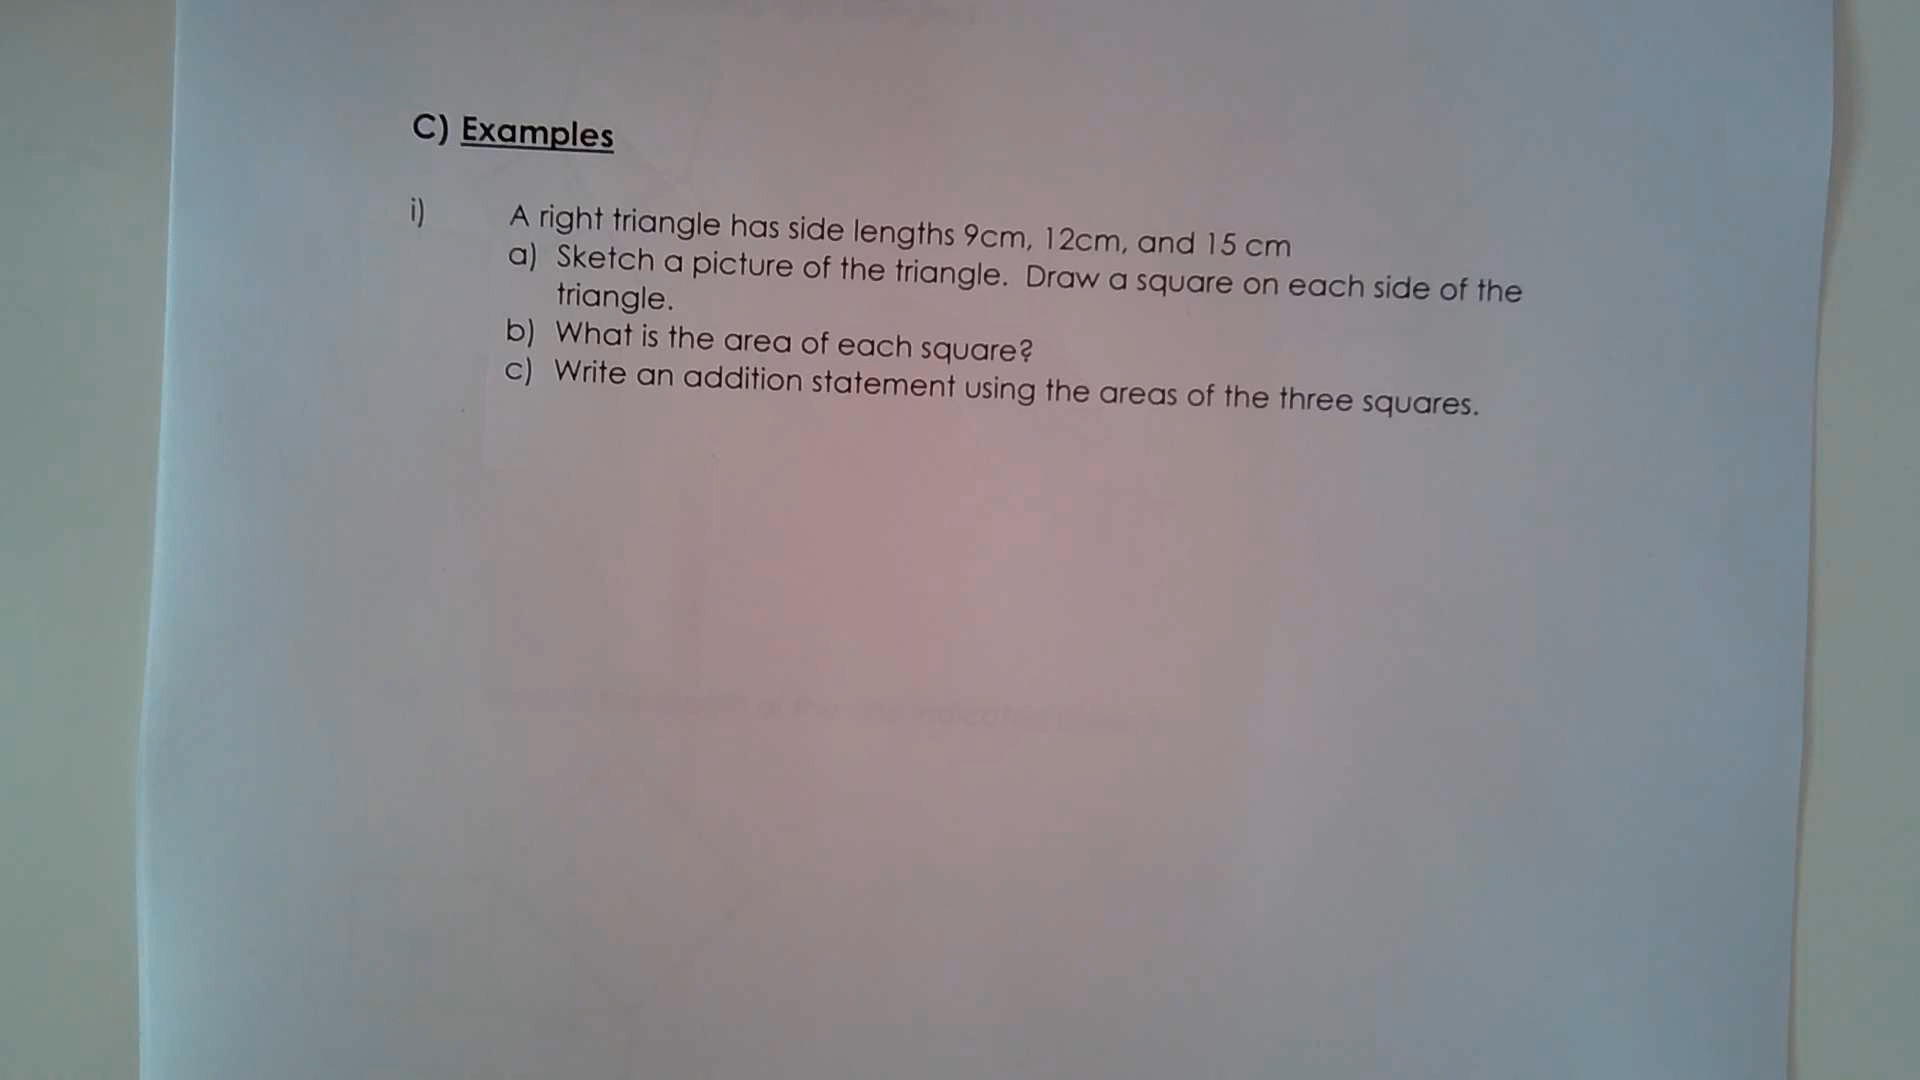 C) Examples
i) A right triangle has side lengths 9cm, 12cm, and 15 cm
a) Sketch a picture of the triangle. Draw a square on each side of the
triangle.
b) What is the area of each square?
c) Write an addition statement using the areas of the three squares.